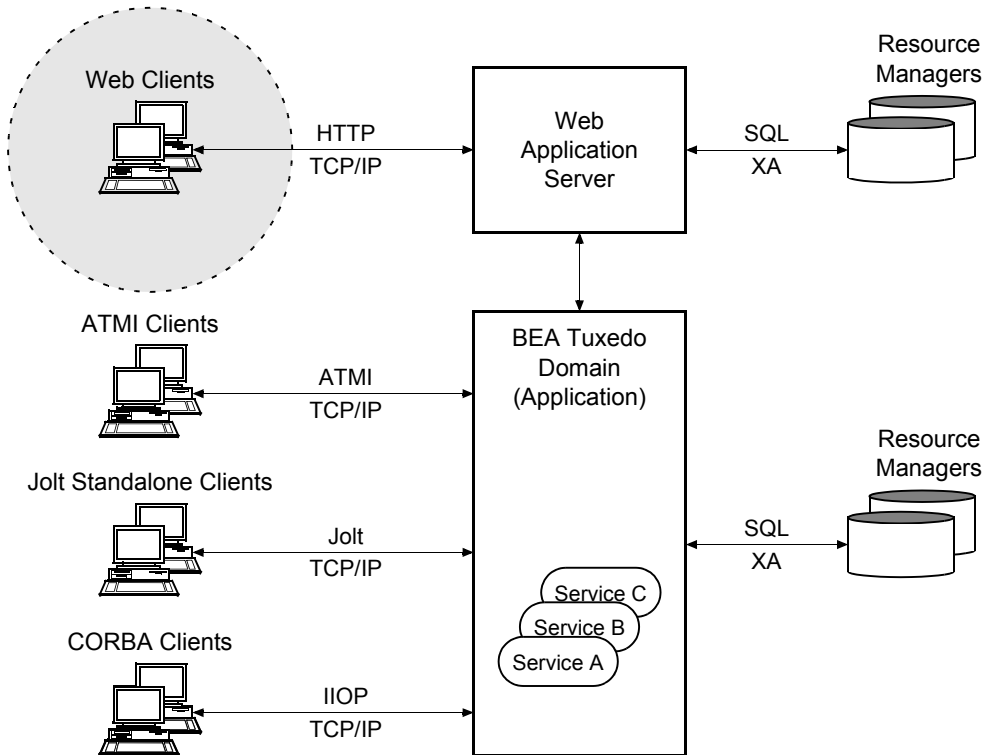 Web Clients
HTTP
TCP/IP
Web
Application
Server
SQL
XA
Resource
Managers
ATMI Clients
ATMI
TCP/IP
BEA Tuxedo
Domain
(Application)
Jolt Standalone Clients
Jolt
TCP/IP
SQL
XA
Resource
Managers
Service C
Service B
Service A
CORBA Clients
IIOP
TCP/IP